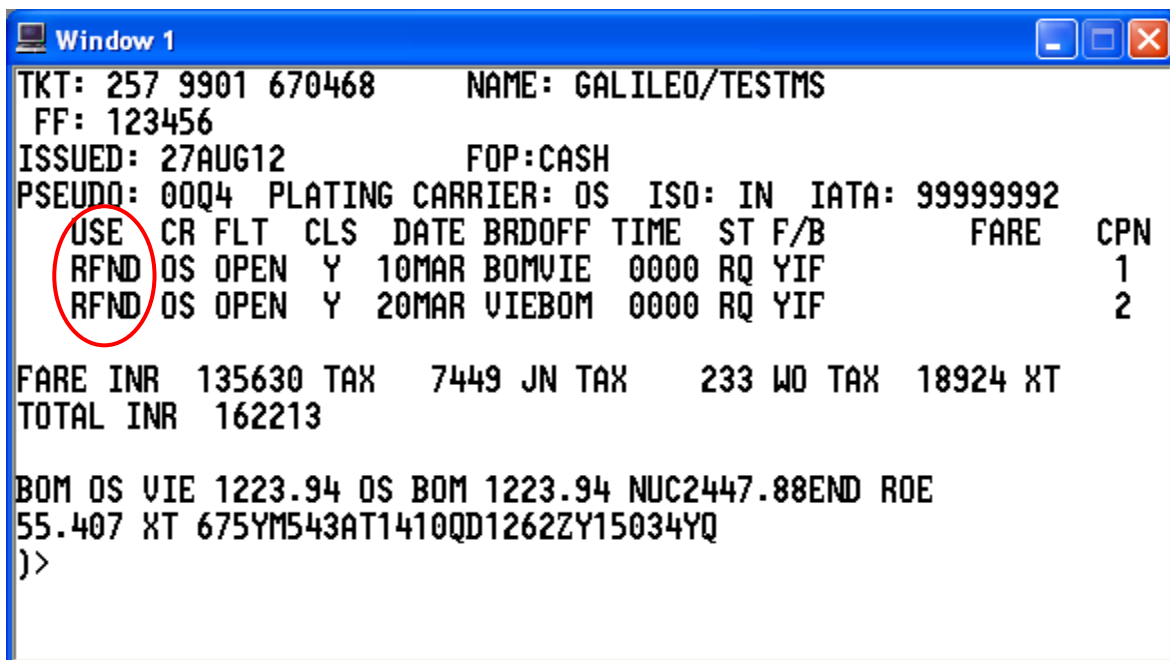 Window 1
TKT: 257 9901 670468 NAME: GALILEO/TESTMS
FF: 123456
ISSUED: 27AUG12 FOP:CASH
PSEUDO: 00Q4 PLATING CARRIER: OS ISO: IN IATA: 99999992
USE CR FLT CLS DATE BRDOFF TIME ST F/B FARE CPN
RFND OS OPEN Y 10MAR BOMVIE 0000 RQ YIF 1
RFND OS OPEN Y 20MAR VIEBOM 0000 RQ YIF 2
FARE INR 135630 TAX 7449 JN TAX 233 WO TAX 18924 XT
TOTAL INR 162213
BOM OS VIE 1223.94 OS BOM 1223.94 NUC2447.88END ROE
55.407 XT 675YM543AT1410QD1262ZY15034YQ
)>